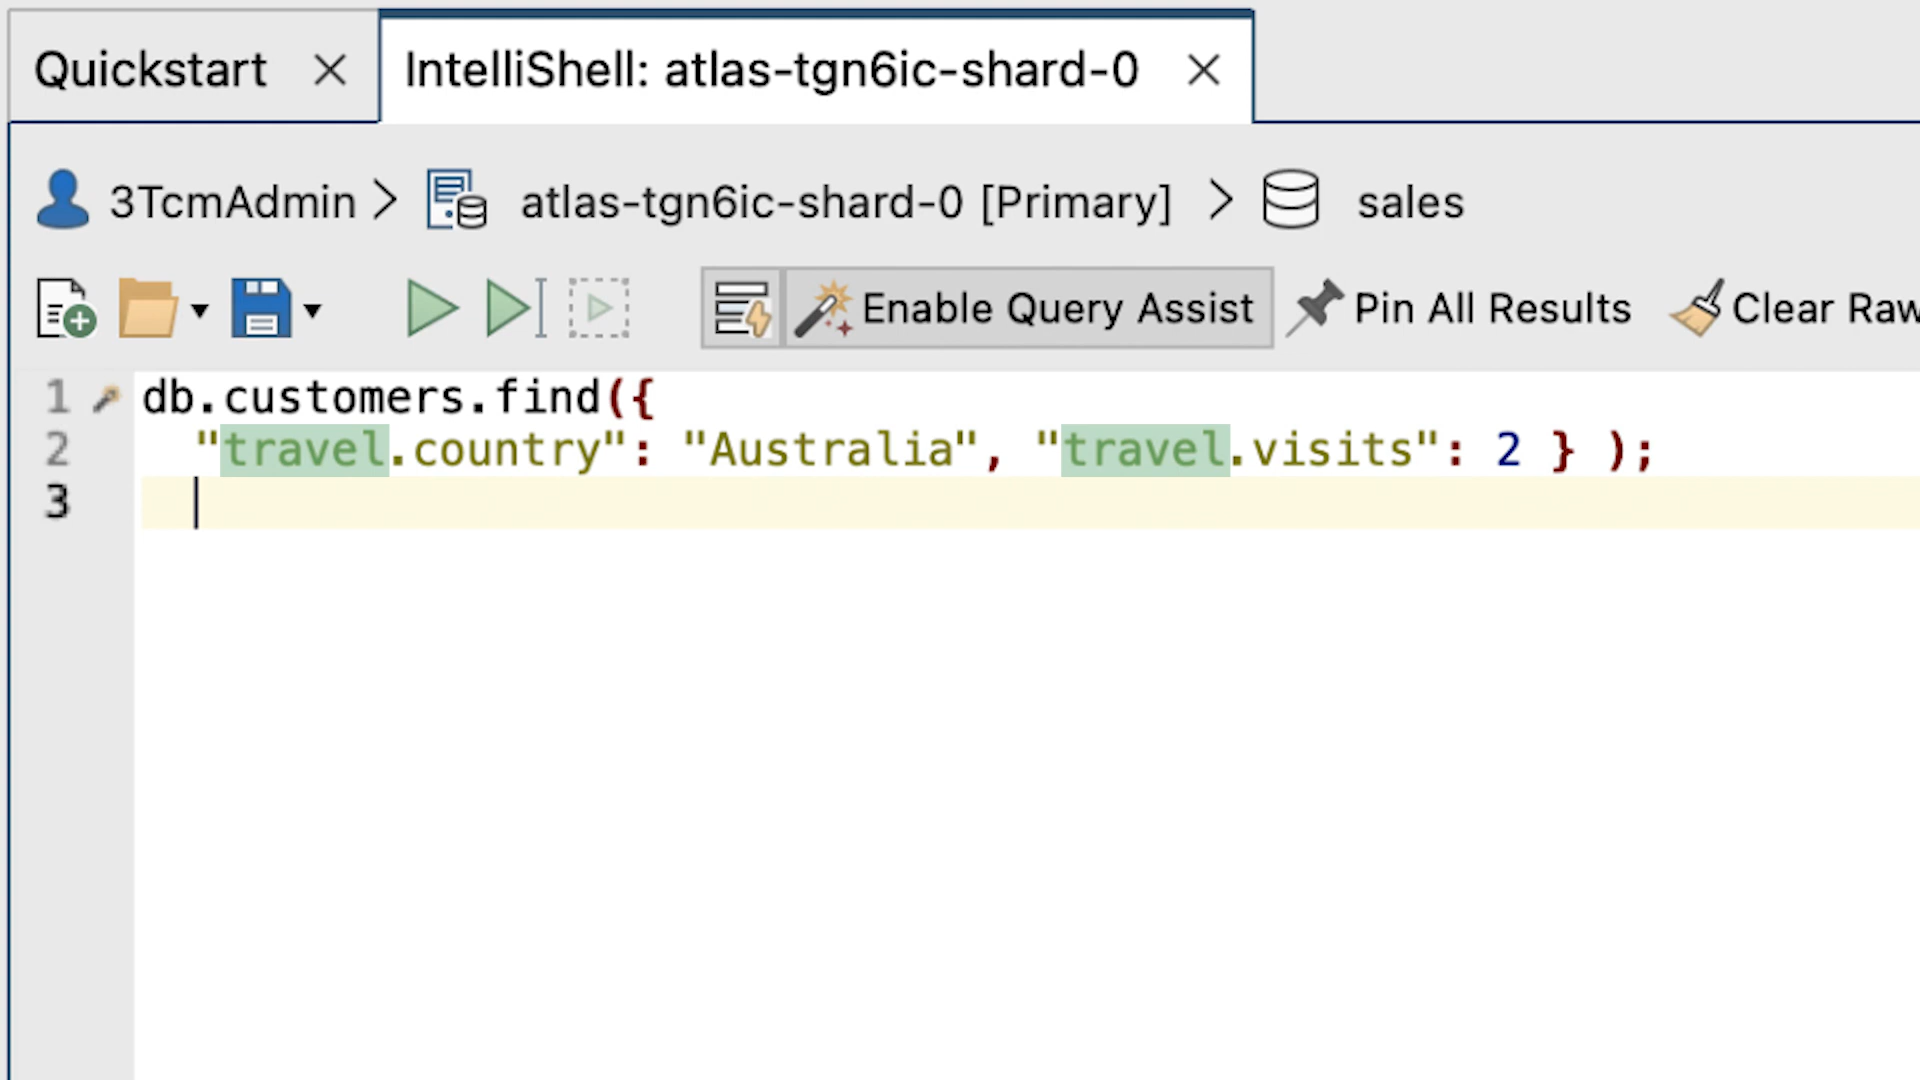 Quickstart
IntelliShell: atlas-tgn6ic-shard-0
3TcmAdmin
atlas-tgn6ic-shard-0 [Primary]
sales
Enable Query Assist
Pin All Results
Clear Raw
1 db.customers.find({
2 "travel.country": "Australia", "travel.visits": 2 } );
3